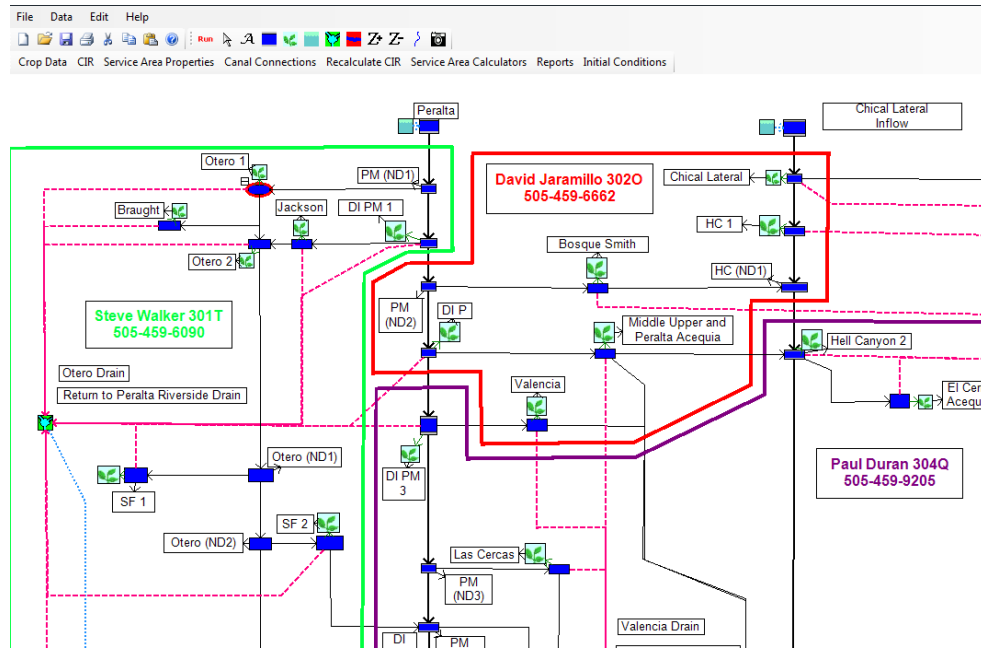 File Data Edit Help
Run A Z+ Z-
Crop Data CIR Service Area Properties Canal Connections Recalculate CIR Service Area Calculators Reports Initial Conditions
Peralta
Chical Lateral
Inflow
Otero 1
PM (ND1)
David Jaramillo 302O
505-459-6662
Chical Lateral
Braught
Jackson
DI PM 1
HC 1
Bosque Smith
Otero 2
HC (ND1)
PM
(ND2)
DI P
Steve Walker 301T
505-459-6090
Middle Upper and
Peralta Acequia
Hell Canyon 2
Otero Drain
Return to Peralta Riverside Drain
Valencia
El Cer
Acequ
Otero (ND1)
DI PM
3
Paul Duran 304Q
505-459-9205
SF 1
SF 2
Otero (ND2)
Las Cercas
PM
(ND3)
Valencia Drain
DI
PM